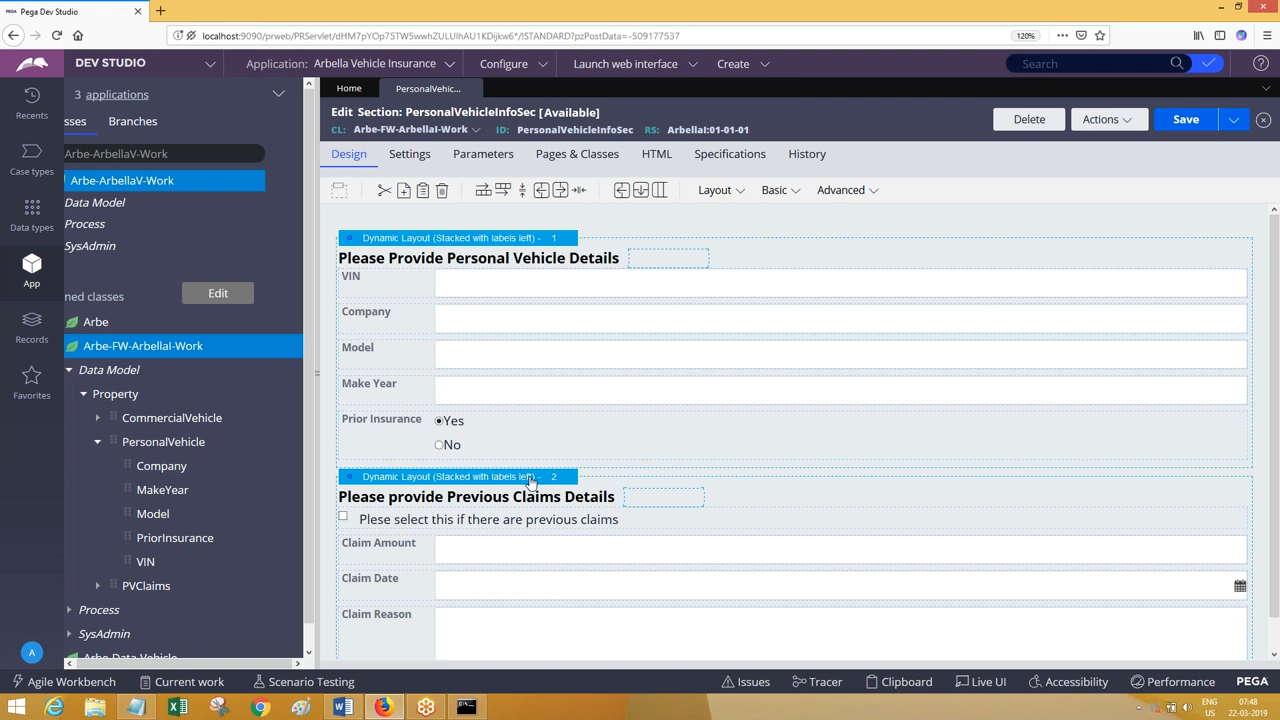 Pega Dev Studio
localhost:9090/prweb/PRServlet/dHM7pYOp75TW5wwhZULUlhAU1KDijkw6*/!STANDARD?pzPostData=-509177537
120%
DEV STUDIO
Application: Arbella Vehicle Insurance
Configure
Launch web interface
Create
Search
Recents
Case types
Data types
App
Records
Favorites
A
3 applications
sses
Branches
Arbe-ArbellaV-Work
Arbe-ArbellaV-Work
Data Model
Process
SysAdmin
ned classes
Edit
Arbe
Arbe-FW-ArbellaI-Work
Data Model
Property
CommercialVehicle
PersonalVehicle
Company
MakeYear
Model
PriorInsurance
VIN
PVClaims
Process
SysAdmin
Arbe-Data-Vehicle
Home
PersonalVehic...
Edit Section: PersonalVehicleInfoSec [Available]
CL: Arbe-FW-ArbellaI-Work
ID: PersonalVehicleInfoSec
RS: ArbellaI:01-01-01
Delete
Actions
Save
Design
Settings
Parameters
Pages & Classes
HTML
Specifications
History
Layout
Basic
Advanced
Dynamic Layout (Stacked with labels left) - 1
Please Provide Personal Vehicle Details
VIN
Company
Model
Make Year
Prior Insurance
Yes
No
Dynamic Layout (Stacked with labels left) - 2
Please provide Previous Claims Details
Plese select this if there are previous claims
Claim Amount
Claim Date
Claim Reason
Agile Workbench
Current work
Scenario Testing
Issues
Tracer
Clipboard
Live UI
Accessibility
Performance
PEGA
ENG
US
07:48
22-03-2019